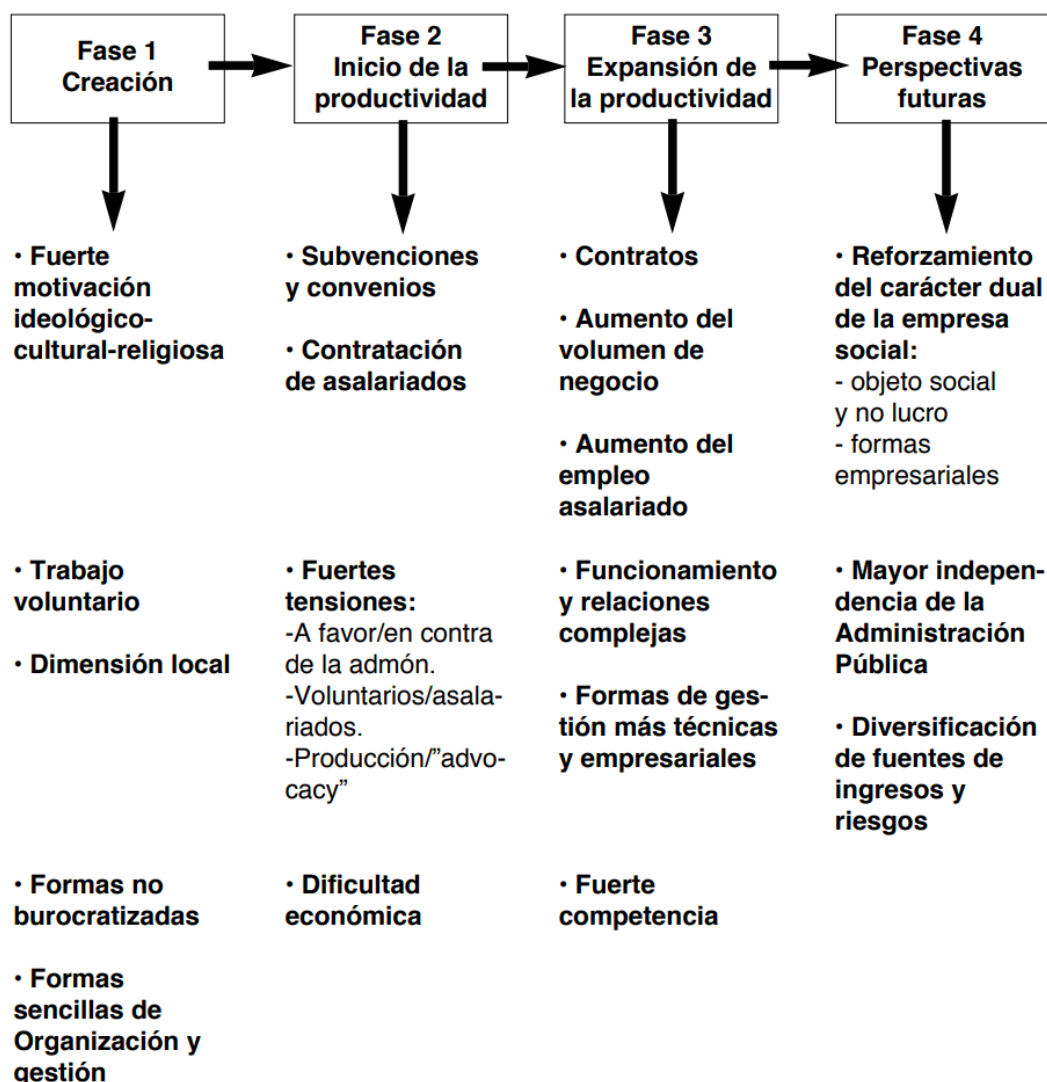 Fase 1
Creación
Fase 2
Inicio de la
productividad
Fase 3
Expansión de
la productividad
Fase 4
Perspectivas
futuras
· Fuerte
motivación
ideológico-
cultural-religiosa
· Trabajo
voluntario
· Dimensión local
· Formas no
burocratizadas
· Formas
sencillas de
Organización y
gestión
· Subvenciones
y convenios
· Contratación
de asalariados
· Fuertes
tensiones:
-A favor/en contra
de la admón.
-Voluntarios/asala-
riados.
-Producción/”advo-
cacy”
· Dificultad
económica
· Contratos
· Aumento del
volumen de
negocio
· Aumento del
empleo
asalariado
· Funcionamiento
y relaciones
complejas
· Formas de ges-
tión más técnicas
y empresariales
· Fuerte
competencia
· Reforzamiento
del carácter dual
de la empresa
social:
- objeto social
y no lucro
- formas
empresariales
· Mayor indepen-
dencia de la
Administración
Pública
· Diversificación
de fuentes de
ingresos y
riesgos